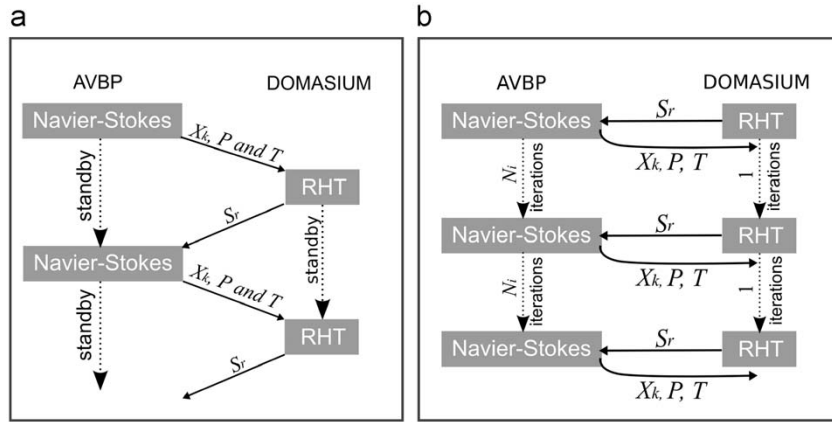 a
AVBP
DOMASIUM
Navier-Stokes
Xk, P and T
standby
RHT
Sr
standby
Navier-Stokes
Xk, P and T
standby
RHT
Sr
b
AVBP
DOMASIUM
Navier-Stokes
Sr
RHT
Xk, P, T
Ni
iterations
1
iterations
Navier-Stokes
Sr
RHT
Xk, P, T
Ni
iterations
1
iterations
Navier-Stokes
Sr
RHT
Xk, P, T